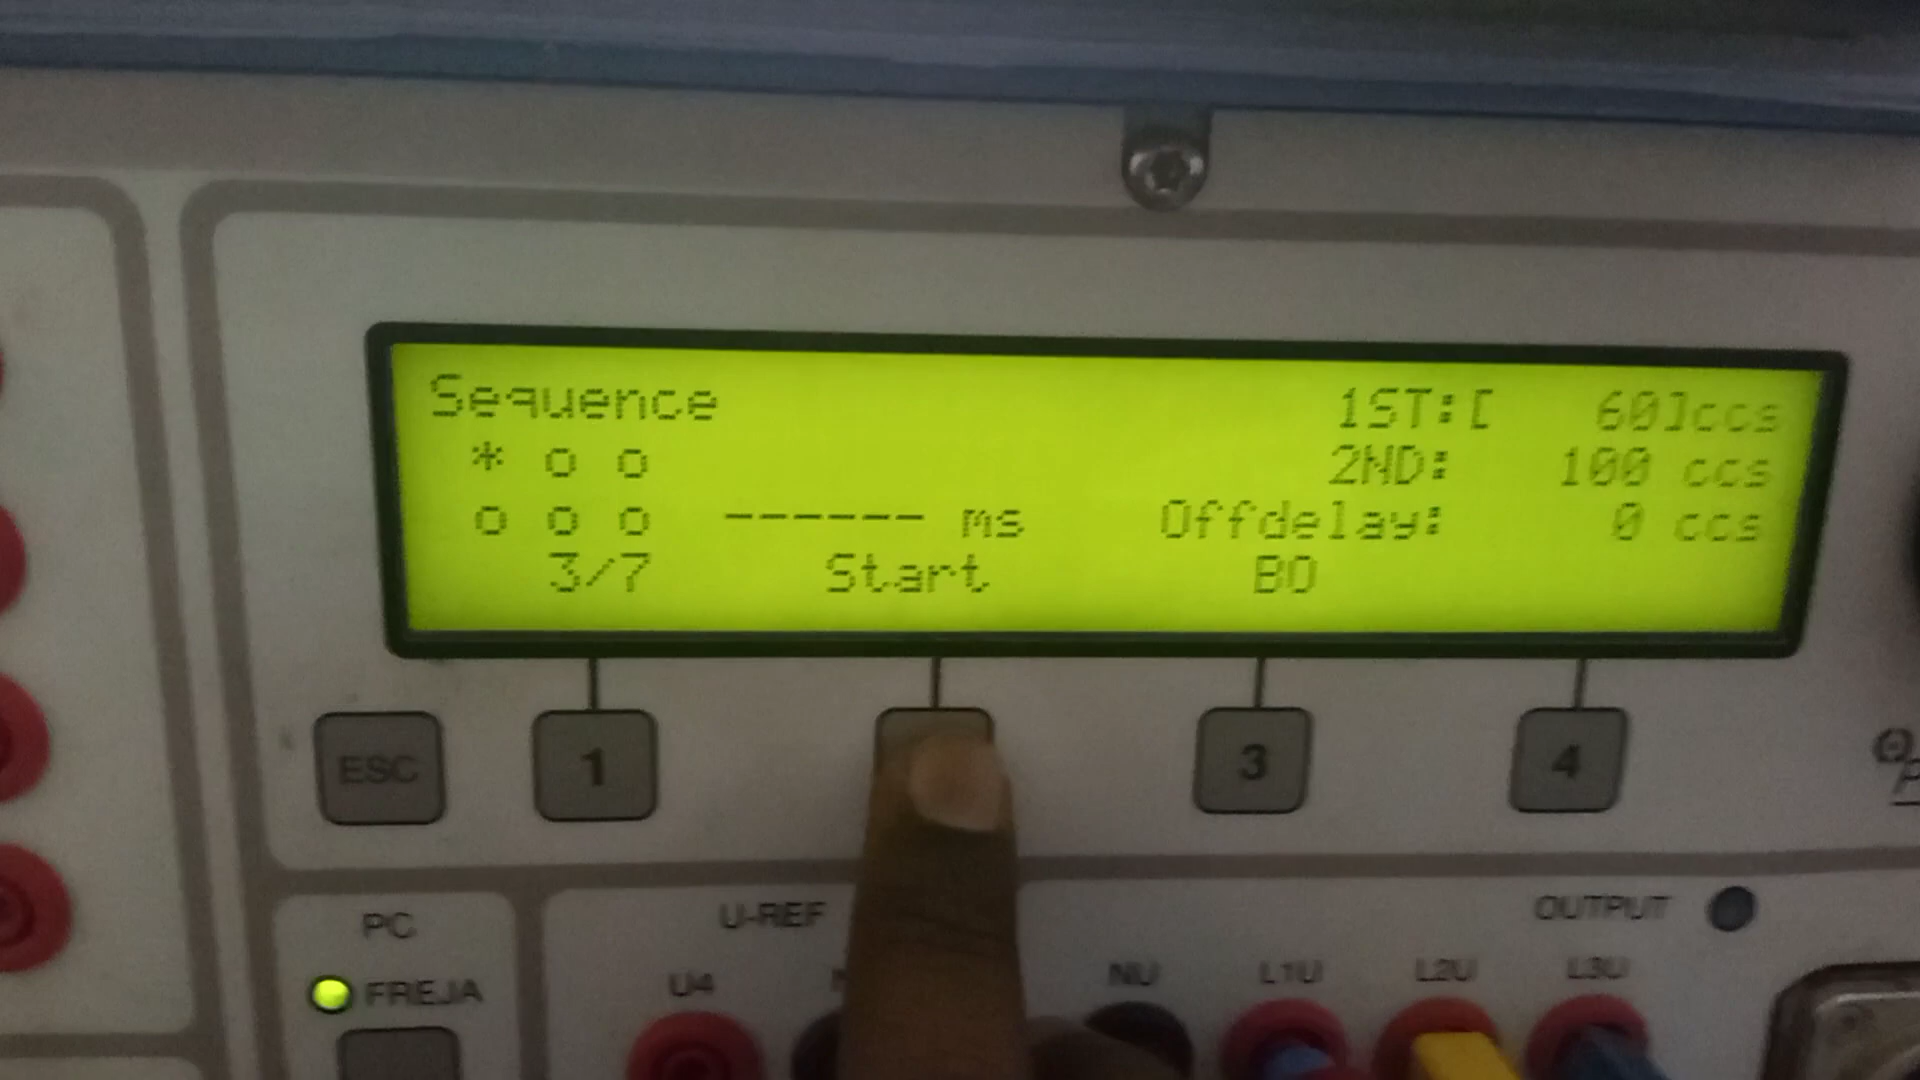 Sequence 1ST:[ 60]ccs
* o o 2ND: 100 ccs
o o o ------ ms Offdelay: 0 ccs
3/7 Start BO
ESC 1 3 4
PC U-REF OUTPUT
FREJA U4 NU L1U L2U L3U